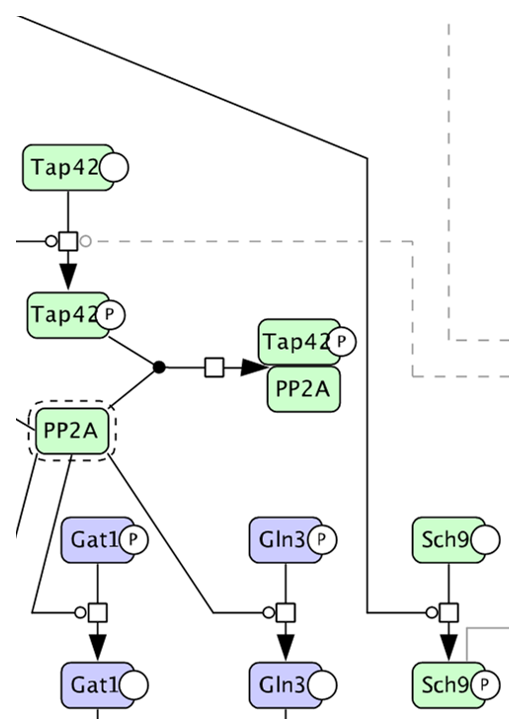 Tap42
Tap42 P
Tap42 P
PP2A
PP2A
Gat1 P
Gln3 P
Sch9
Gat1
Gln3
Sch9 P